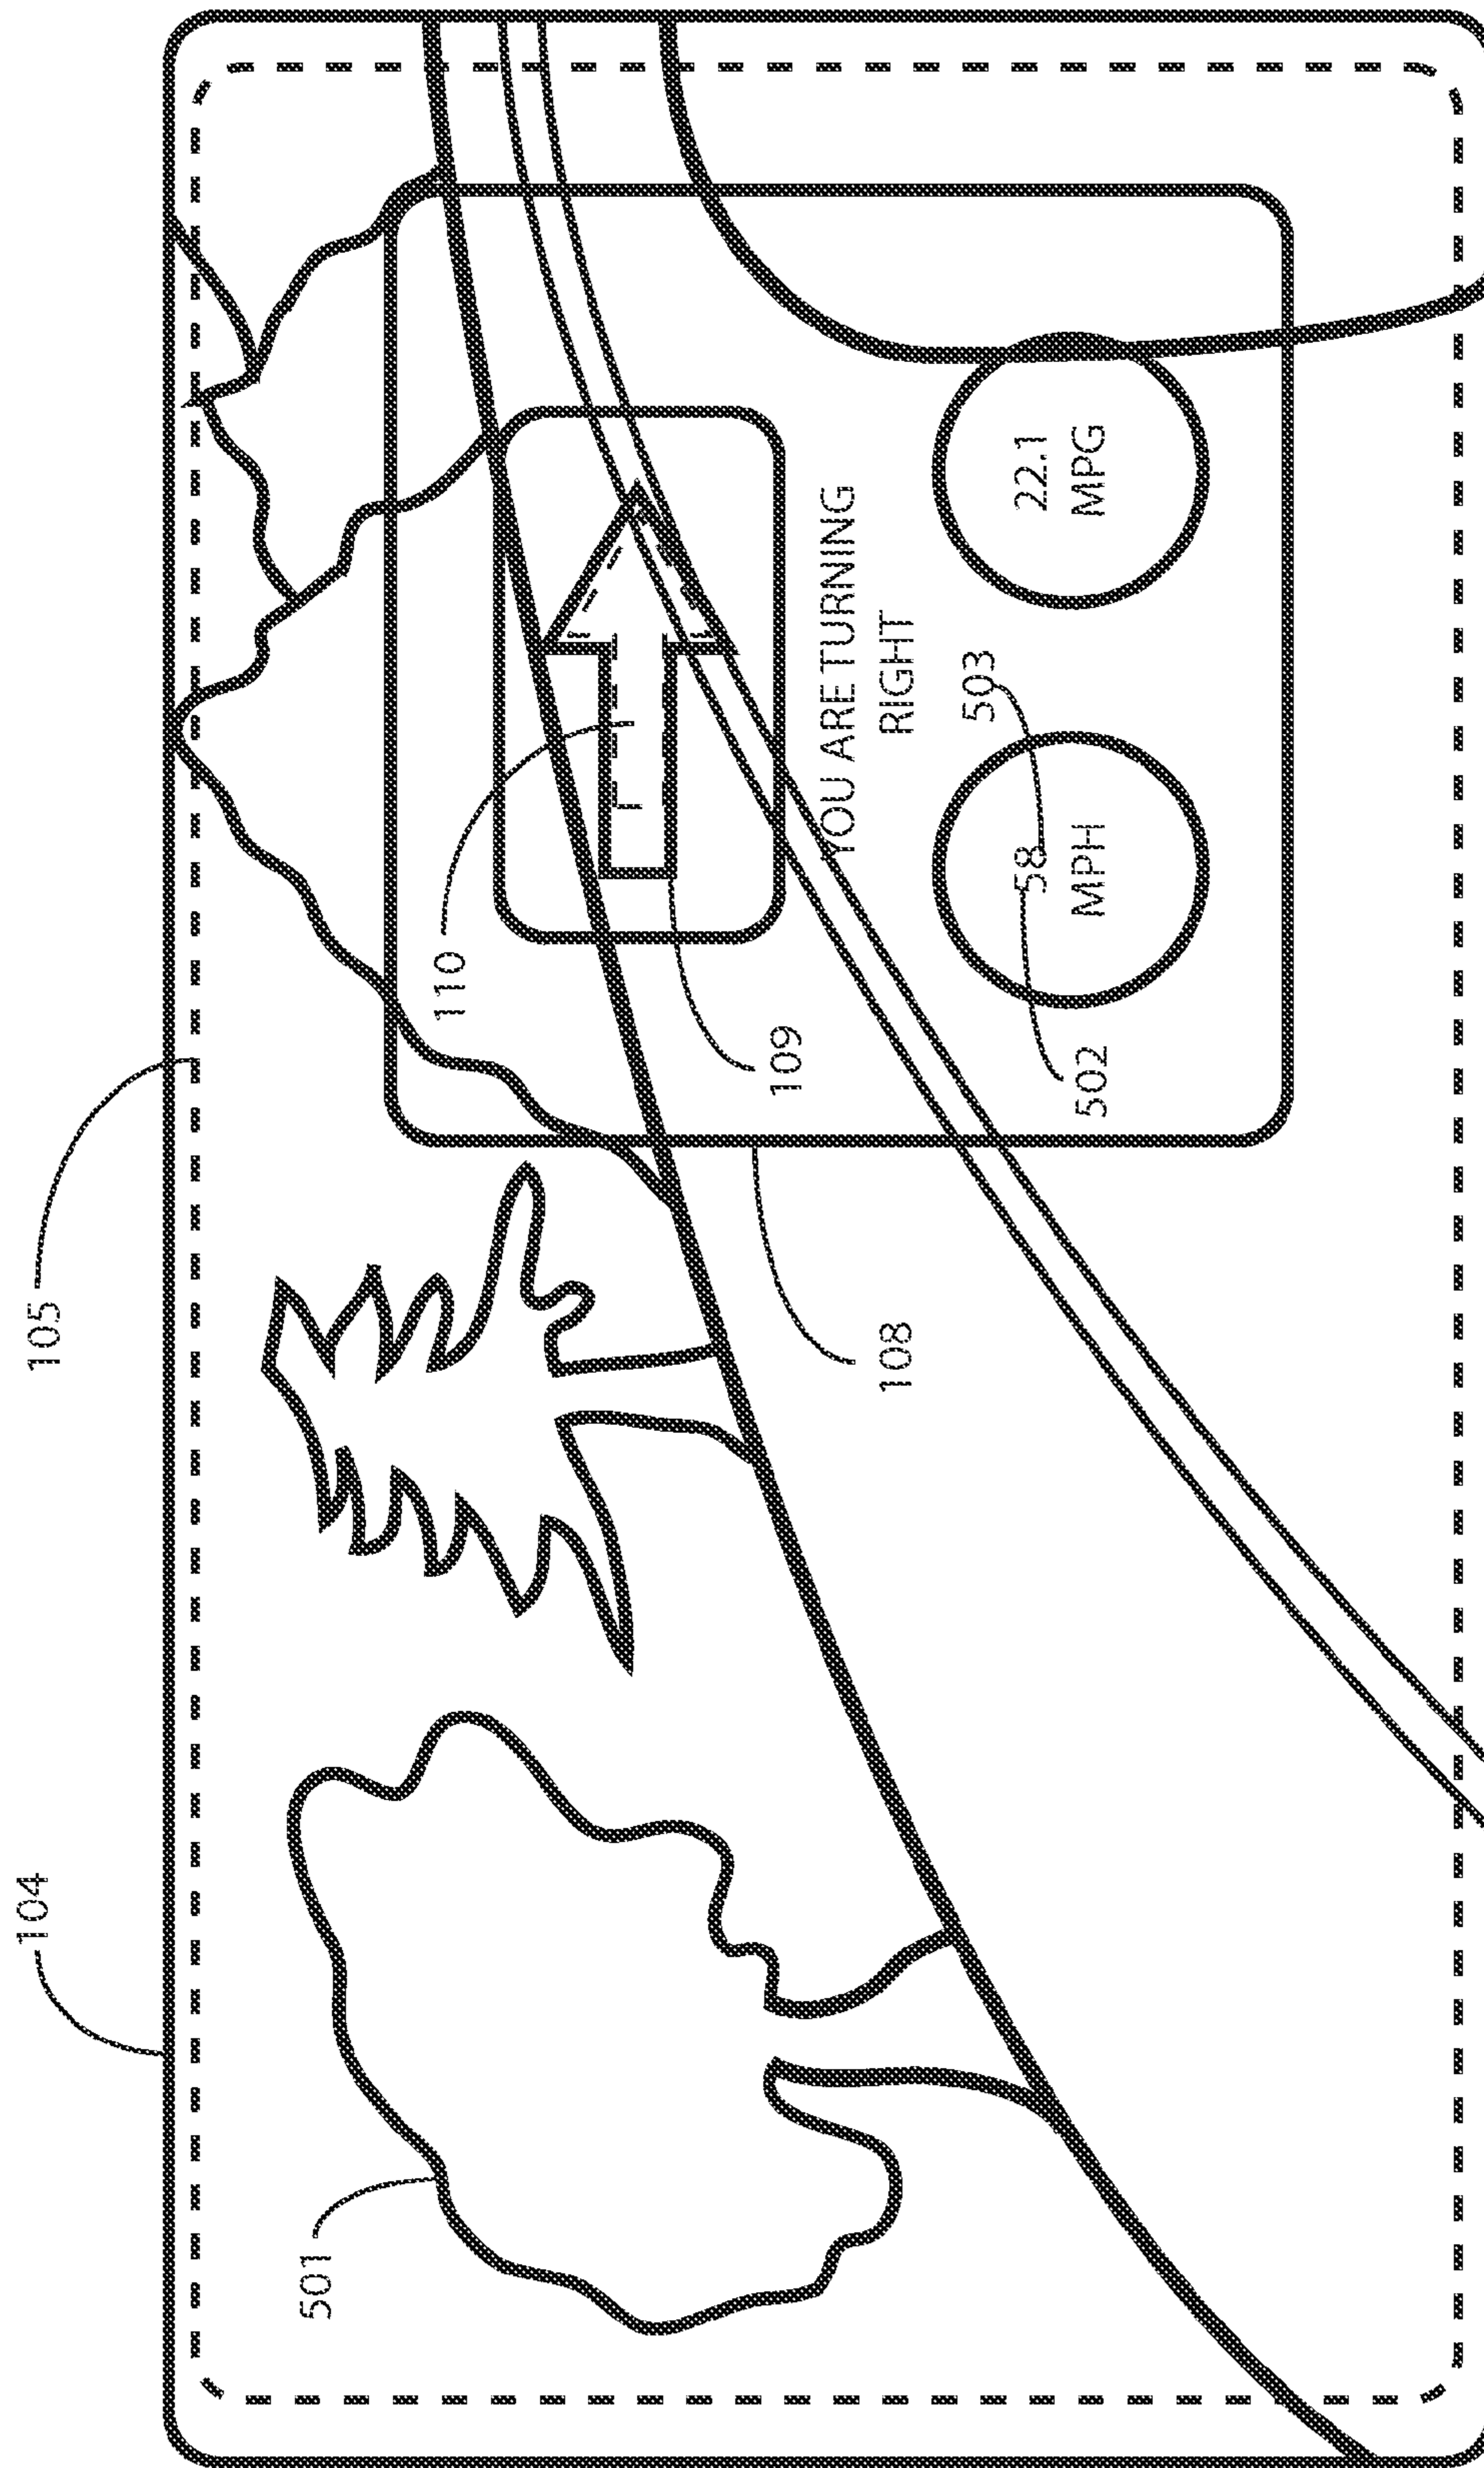 104
105
501
110
109
108
YOU ARE TURNING
RIGHT
503
502
58
MPH
22.1
MPG